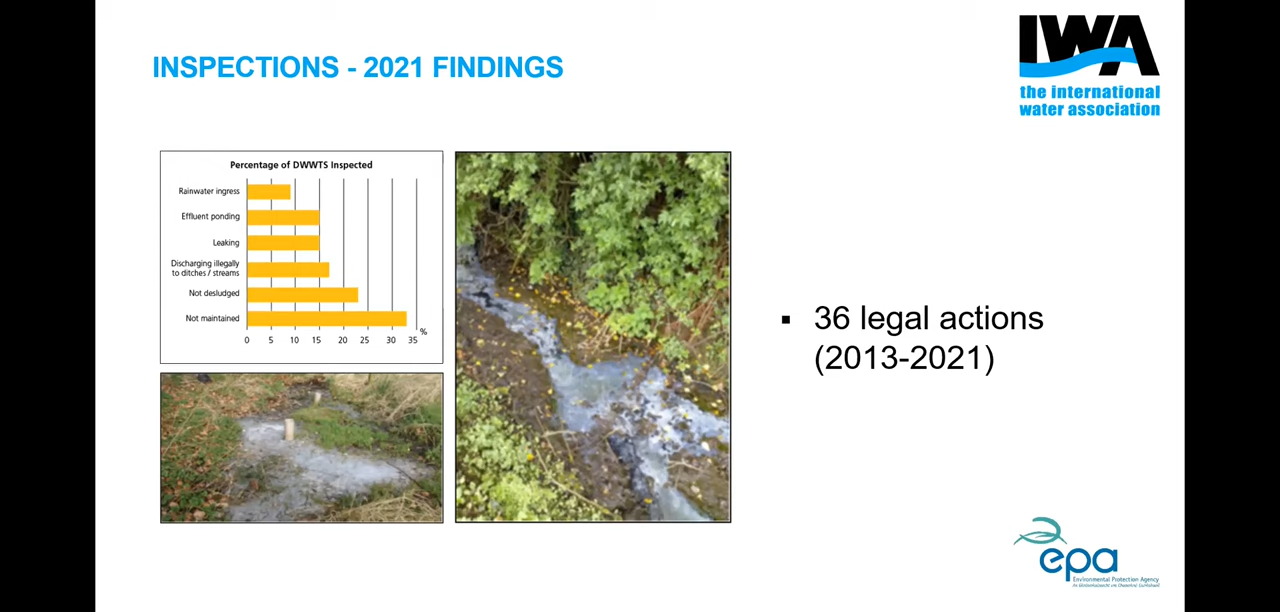 INSPECTIONS - 2021 FINDINGS
IWA
the international
water association
Percentage of DWWTS Inspected
Rainwater ingress
Effluent ponding
Leaking
Discharging illegally
to ditches / streams
Not desludged
Not maintained
%
0 5 10 15 20 25 30 35
▪ 36 legal actions
(2013-2021)
epa
Environmental Protection Agency